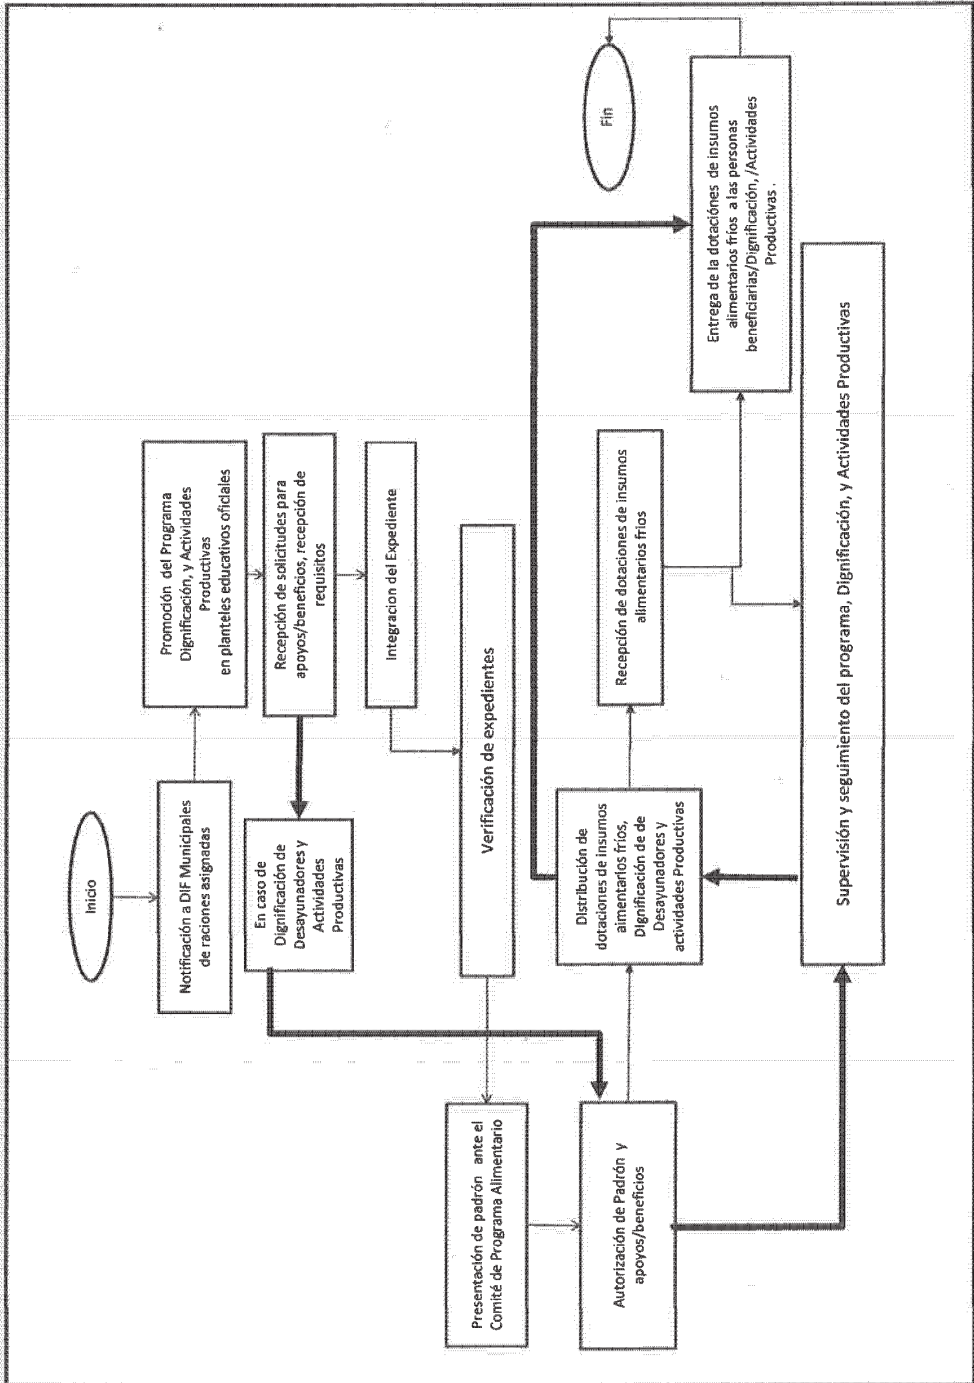 Inicio
Notificación a DIF Municipales
de raciones asignadas
Promoción del Programa
Dignificación, y Actividades
Productivas
en planteles educativos oficiales
Recepción de solicitudes para
apoyos/beneficios, recepción de
requisitos
En caso de
Dignificación de
Desayunadores y
Actividades
Productivas
Integracion del Expediente
Verificación de expedientes
Presentación de padrón ante el
Comité de Programa Alimentario
Autorización de Padrón y
apoyos/beneficios
Distribución de
dotaciones de insumos
aimentarios fríos,
Dignificación de de
Desayunadores y
actividades Productivas
Recepción de dotaciones de insumos
alimentarios fríos
Entrega de la dotaciónes de insumos
alimentarios fríos a las personas
beneficiarias/Dignificación, /Actividades
Productivas .
Fin
Supervisión y seguimiento del programa, Dignificación, y Actividades Productivas